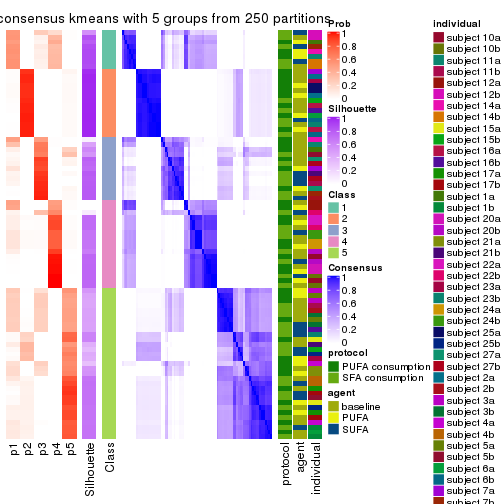 consensus kmeans with 5 groups from 250 partitions
Prob
1
0.8
0.6
0.4
0.2
0
Silhouette
1
0.8
0.6
0.4
0.2
0
Class
1
2
3
4
5
Consensus
1
0.8
0.6
0.4
0.2
0
protocol
PUFA consumption
SFA consumption
agent
baseline
PUFA
SUFA
individual
subject 10a
subject 10b
subject 11a
subject 11b
subject 12a
subject 12b
subject 14a
subject 14b
subject 15a
subject 15b
subject 16a
subject 16b
subject 17a
subject 17b
subject 1a
subject 1b
subject 20a
subject 20b
subject 21a
subject 21b
subject 22a
subject 22b
subject 23a
subject 23b
subject 24a
subject 24b
subject 25a
subject 25b
subject 27a
subject 27b
subject 2a
subject 2b
subject 3a
subject 3b
subject 4a
subject 4b
subject 5a
subject 5b
subject 6a
subject 6b
subject 7a
subject 7b
p1
p2
p3
p4
p5
Silhouette
Class
protocol
agent
individual